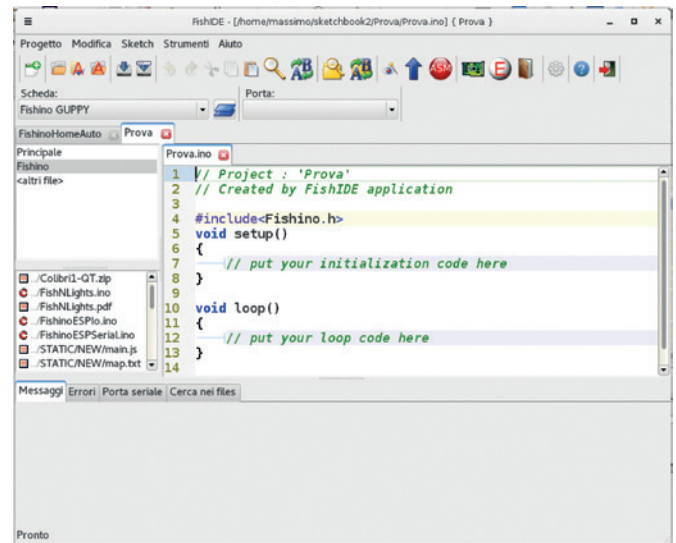 FishIDE - [/home/massimo/sketchbook2/Prova/Prova.ino] { Prova }
Progetto Modifica Sketch Strumenti Aiuto
Scheda:
Porta:
Fishino GUPPY
FishinoHomeAuto
Prova
Principale
Fishino
<altri file>
Prova.ino
1 // Project : 'Prova'
2 // Created by FishIDE application
3
4 #include<Fishino.h>
5 void setup()
6 {
7 // put your initialization code here
8 }
9
10 void loop()
11 {
12 // put your loop code here
13 }
14
../Colibri1-QT.zip
../FishNLights.ino
../FishNLights.pdf
../FishinoESPIo.ino
../FishinoESPSerial.ino
../STATIC/NEW/main.js
../STATIC/NEW/map.txt
Messaggi Errori Porta seriale Cerca nei files
Pronto